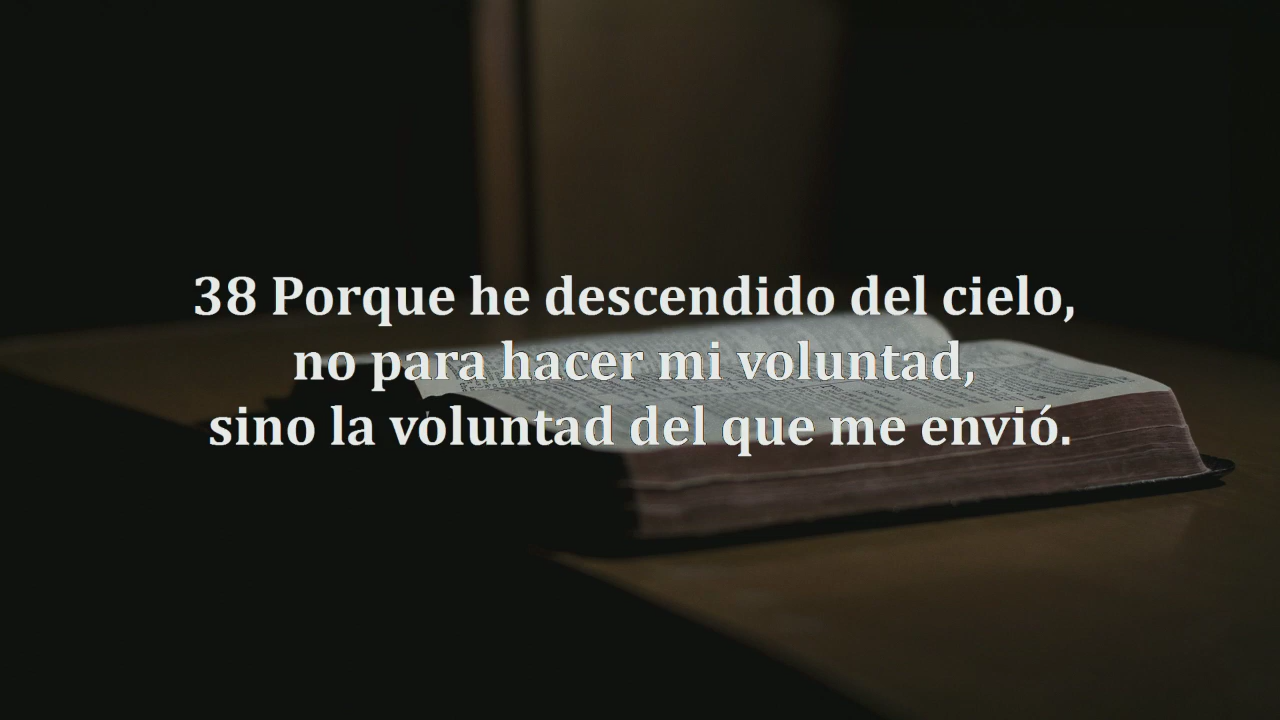 38 Porque he descendido del cielo,
no para hacer mi voluntad,
sino la voluntad del que me envió.